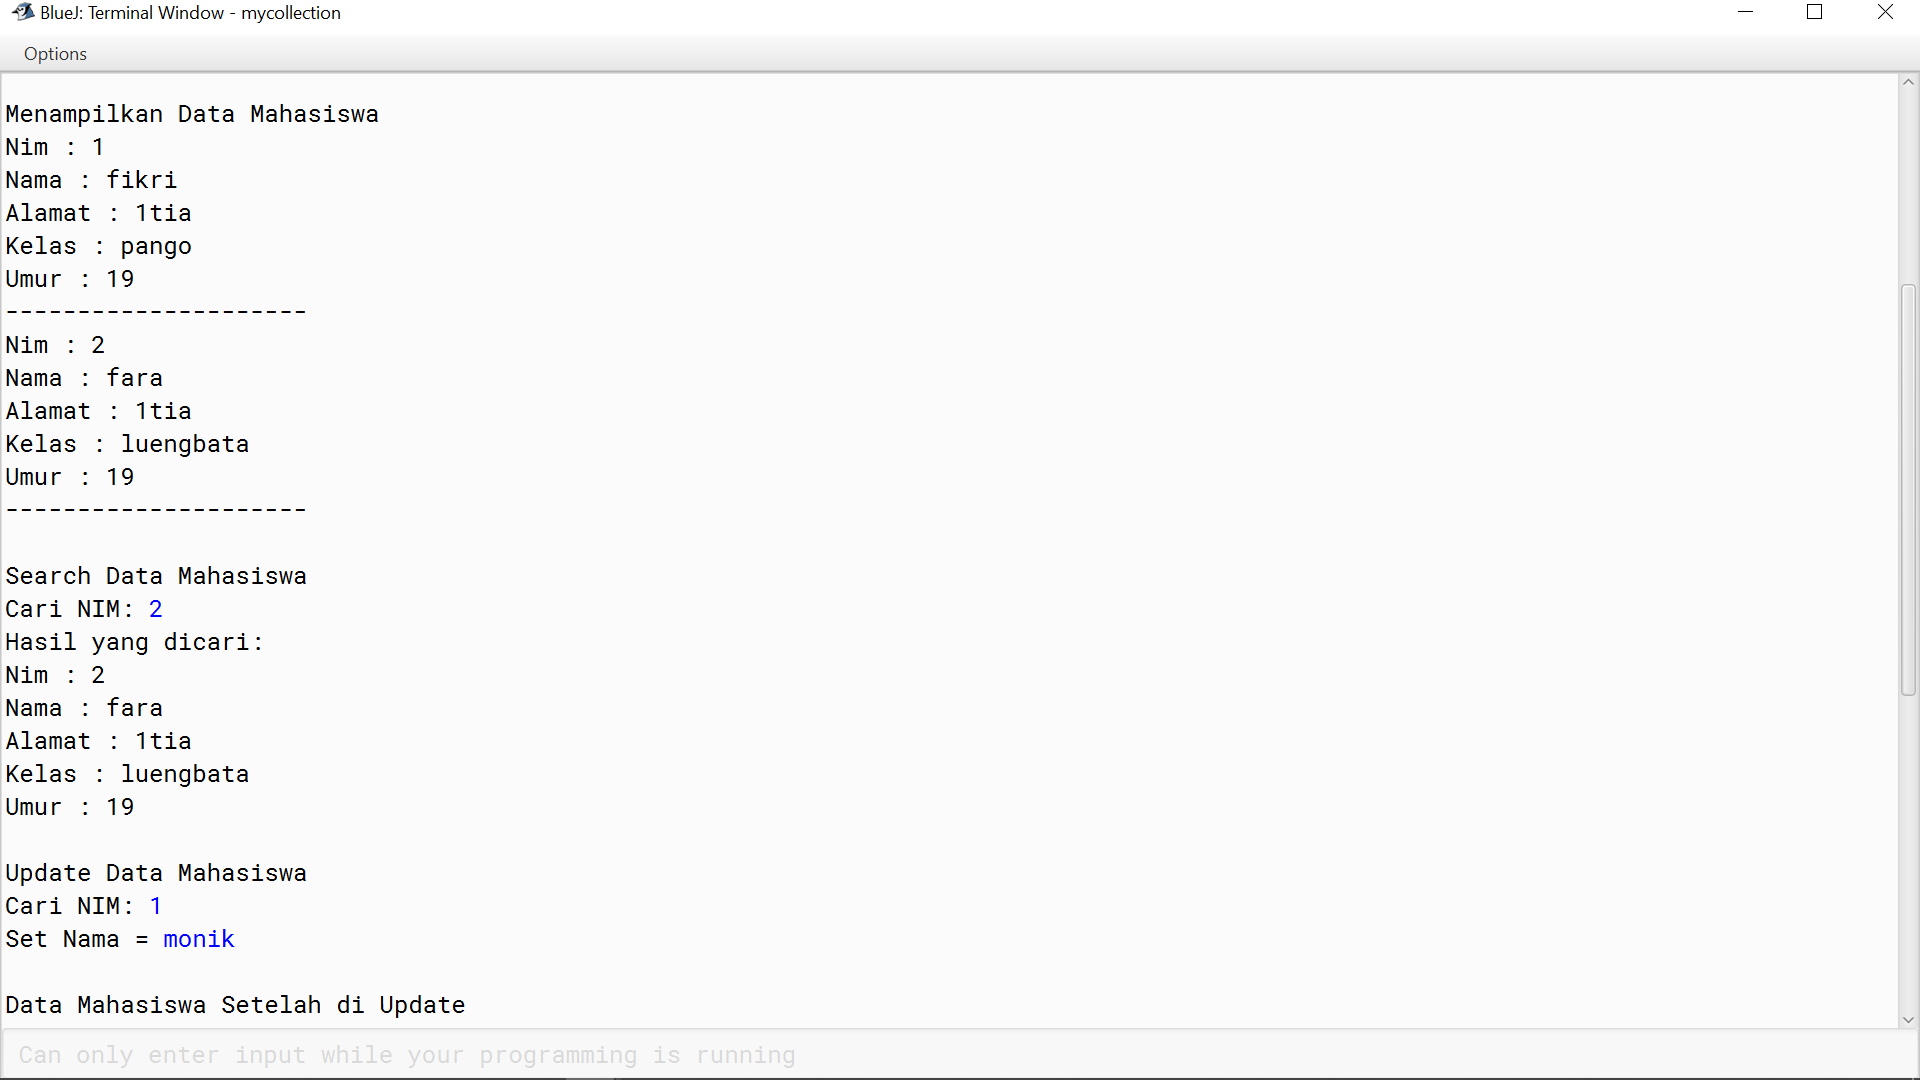 BlueJ: Terminal Window - mycollection
Options
Menampilkan Data Mahasiswa
Nim : 1
Nama : fikri
Alamat : 1tia
Kelas : pango
Umur : 19
---------------------
Nim : 2
Nama : fara
Alamat : 1tia
Kelas : luengbata
Umur : 19
---------------------
Search Data Mahasiswa
Cari NIM: 2
Hasil yang dicari:
Nim : 2
Nama : fara
Alamat : 1tia
Kelas : luengbata
Umur : 19
Update Data Mahasiswa
Cari NIM: 1
Set Nama = monik
Data Mahasiswa Setelah di Update
Can only enter input while your programming is running